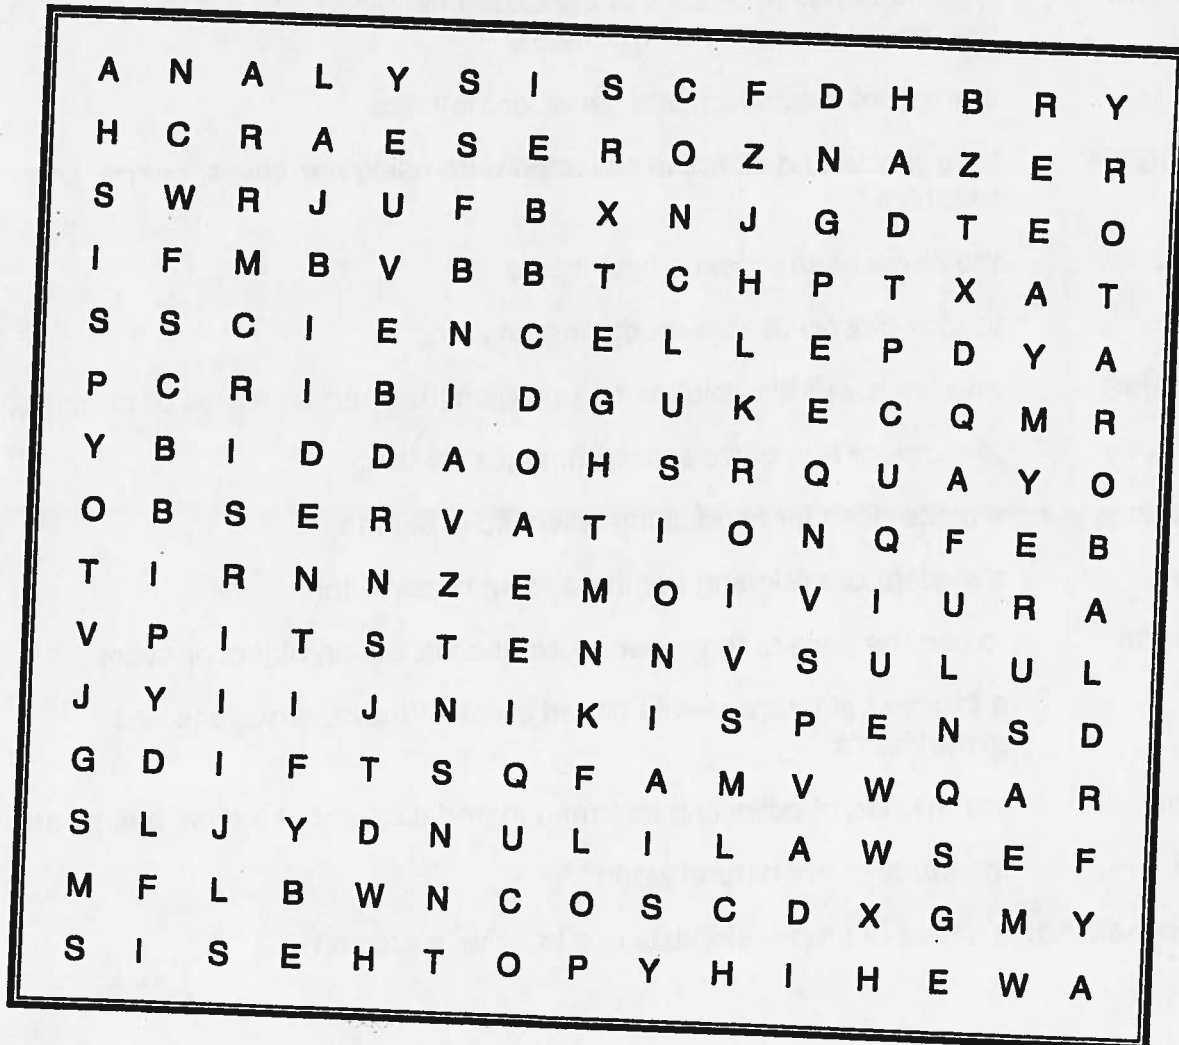 A N A L Y S I S C F D H B R Y
H C R A E S E R O Z N A Z E R
S W R J U F B X N J G D T E O
I F M B V B B T C H P T X A T
S S C I E N C E L L E P D Y A
P C R I B I D G U K E C Q M R
Y B I D D A O H S R Q U A Y O
O B S E R V A T I O N Q F E B
T I R N N Z E M O I V I U R A
V P I T S T E N N V S U L U L
J Y I I J N I K I S P E N S D
G D I F T S Q F A M V W Q A R
S L J Y D N U L I L A W S E F
M F L B W N C O S C D X G M Y
S I S E H T O P Y H I H E W A